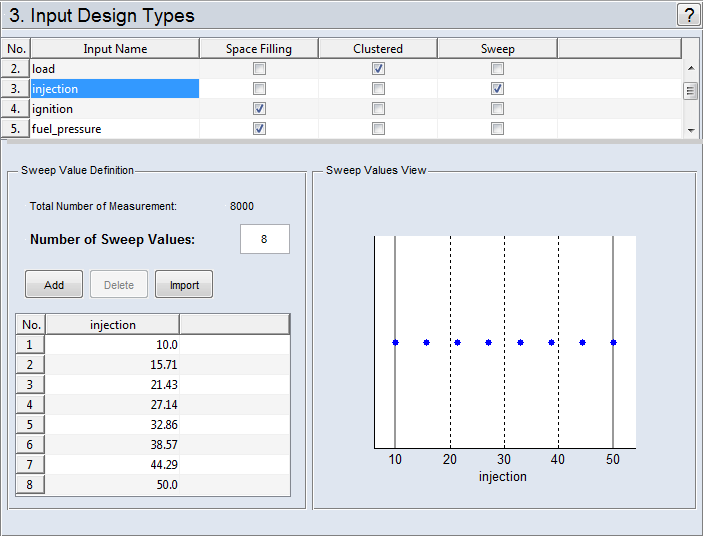 3. Input Design Types ?
No. Input Name Space Filling Clustered Sweep
2. load
3. injection
4. ignition
5. fuel_pressure
Sweep Value Definition
Total Number of Measurement: 8000
Number of Sweep Values: 8
Add Delete Import
No. injection
1 10.0
2 15.71
3 21.43
4 27.14
5 32.86
6 38.57
7 44.29
8 50.0
Sweep Values View
10 20 30 40 50
injection